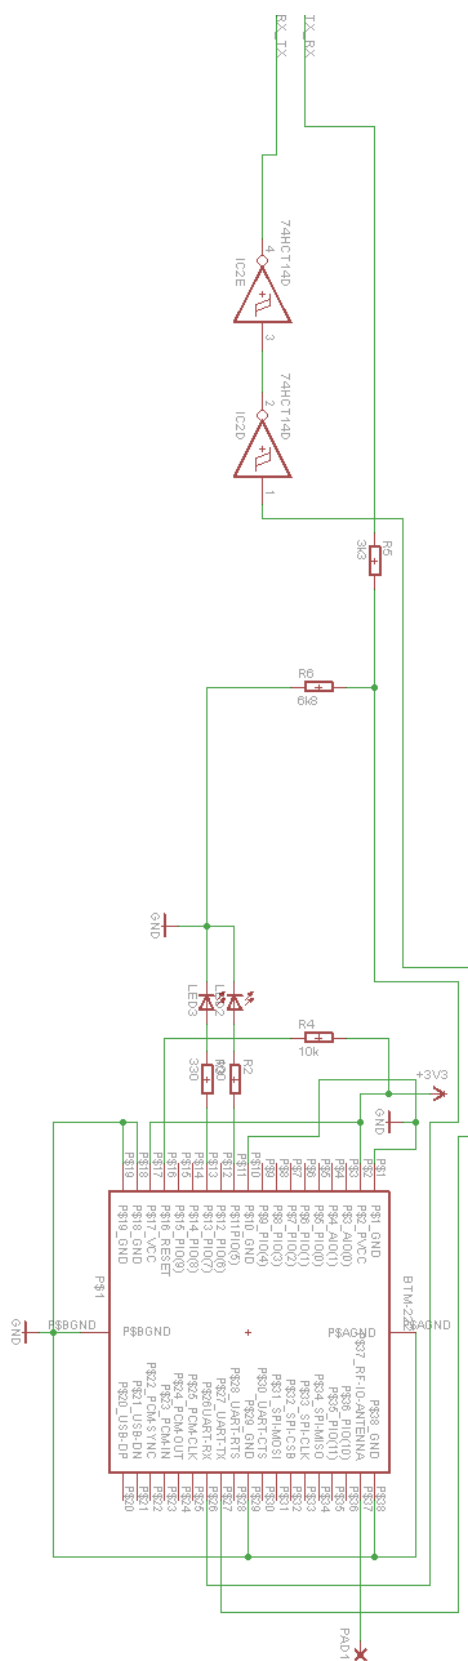 RX_TX
TX_RX
74HCT14D
4
IC2E
3
74HCT14D
2
IC2D
1
R5
3k3
R6
6k8
GND
LED3
LED2
R4
10k
+3V3
GND
330
R2
P$19
P$18
P$17
P$16
P$15
P$14
P$13
P$12
P$11
P$10
P$9
P$8
P$7
P$6
P$5
P$4
P$3
P$2
P$1
P$19_GND
P$18_GND
P$17_VCC
P$16_RESET
P$15_PIO(9)
P$14_PIO(8)
P$13_PIO(7)
P$12_PIO(6)
P$11PIO(5)
P$10_GND
P$9_PIO(4)
P$8_PIO(3)
P$7_PIO(2)
P$6_PIO(1)
P$5_PIO(0)
P$4_AIO(1)
P$3_AIO(0)
P$2_PVCC
P$1_GND
P$1
P$BGND
P$BGND
GND
P$AGND
P$AGND
P$20_USB-DP
P$21_USB-DN
P$22_PCM-SYNC
P$23_PCM-IN
P$24_PCM-OUT
P$25_PCM-CLK
P$26UART-RX
P$27_UART-TX
P$28_UART-RTS
P$29_GND
P$30_UART-CTS
P$31_SPI-MOSI
P$32_SPI-CSB
P$33_SPI-CLK
P$34_SPI-MISO
P$35_PIO(11)
P$36_PIO(10)
P$37_RF-IO-ANTENNA
P$38_GND
P$20
P$21
P$22
P$23
P$24
P$25
P$26
P$27
P$28
P$29
P$30
P$31
P$32
P$33
P$34
P$35
P$36
P$37
P$38
PAD1